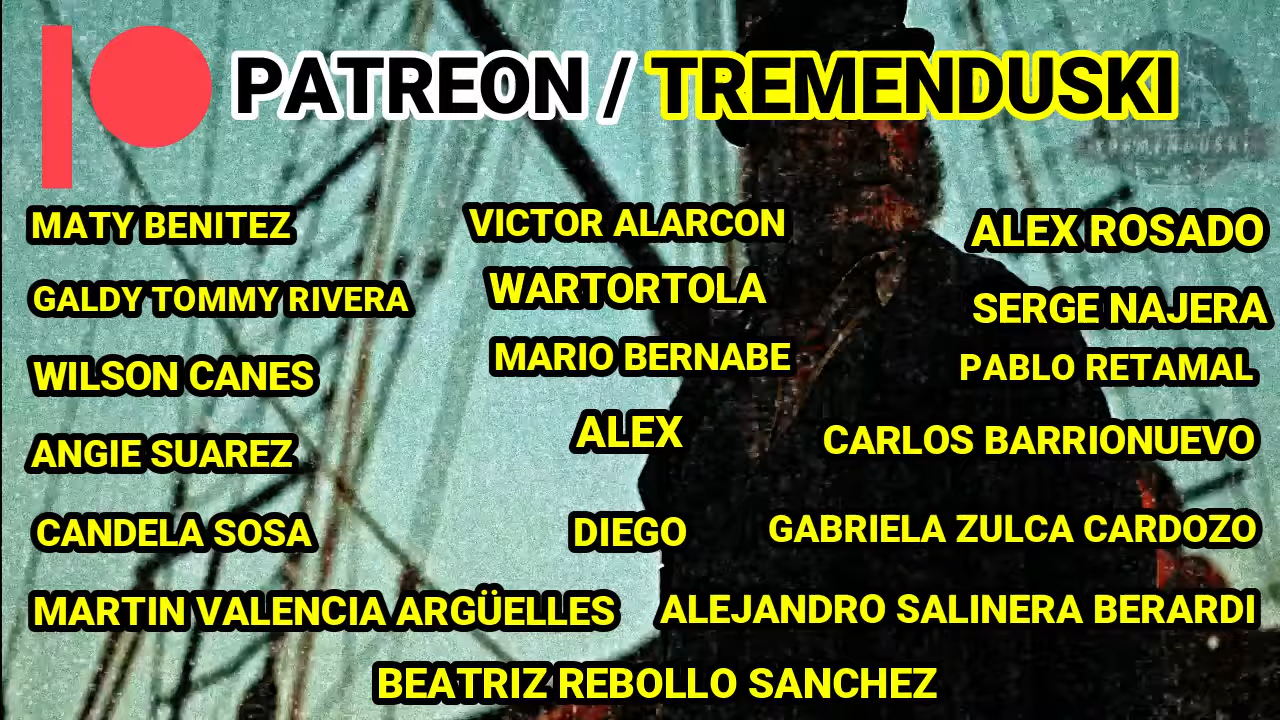 PATREON / TREMENDUSKI
TREMENDUSKI
MATY BENITEZ
VICTOR ALARCON
ALEX ROSADO
GALDY TOMMY RIVERA
WARTORTOLA
SERGE NAJERA
WILSON CANES
MARIO BERNABE
PABLO RETAMAL
ANGIE SUAREZ
ALEX
CARLOS BARRIONUEVO
CANDELA SOSA
DIEGO
GABRIELA ZULCA CARDOZO
MARTIN VALENCIA ARGÜELLES
ALEJANDRO SALINERA BERARDI
BEATRIZ REBOLLO SANCHEZ